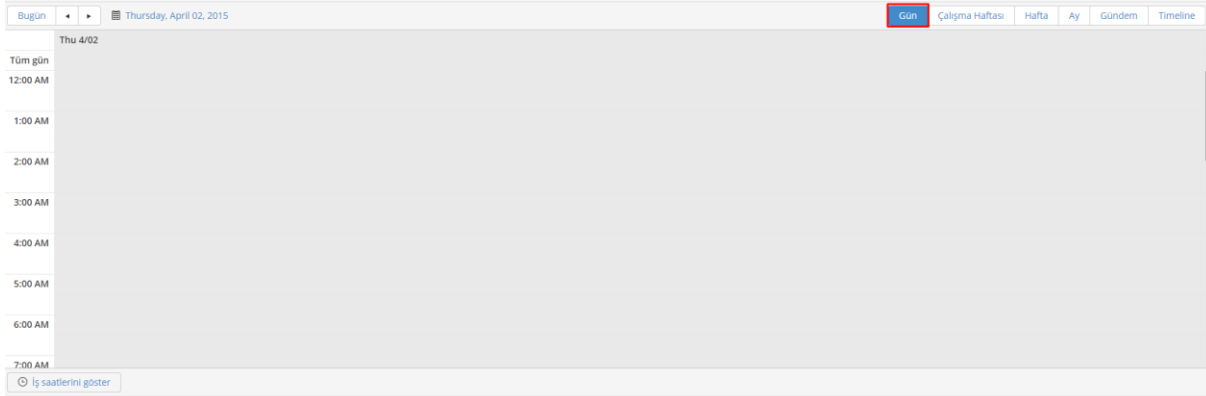 Bugün Thursday, April 02, 2015 Gün Çalışma Haftası Hafta Ay Gündem Timeline
Thu 4/02
Tüm gün
12:00 AM
1:00 AM
2:00 AM
3:00 AM
4:00 AM
5:00 AM
6:00 AM
7:00 AM
İş saatlerini göster